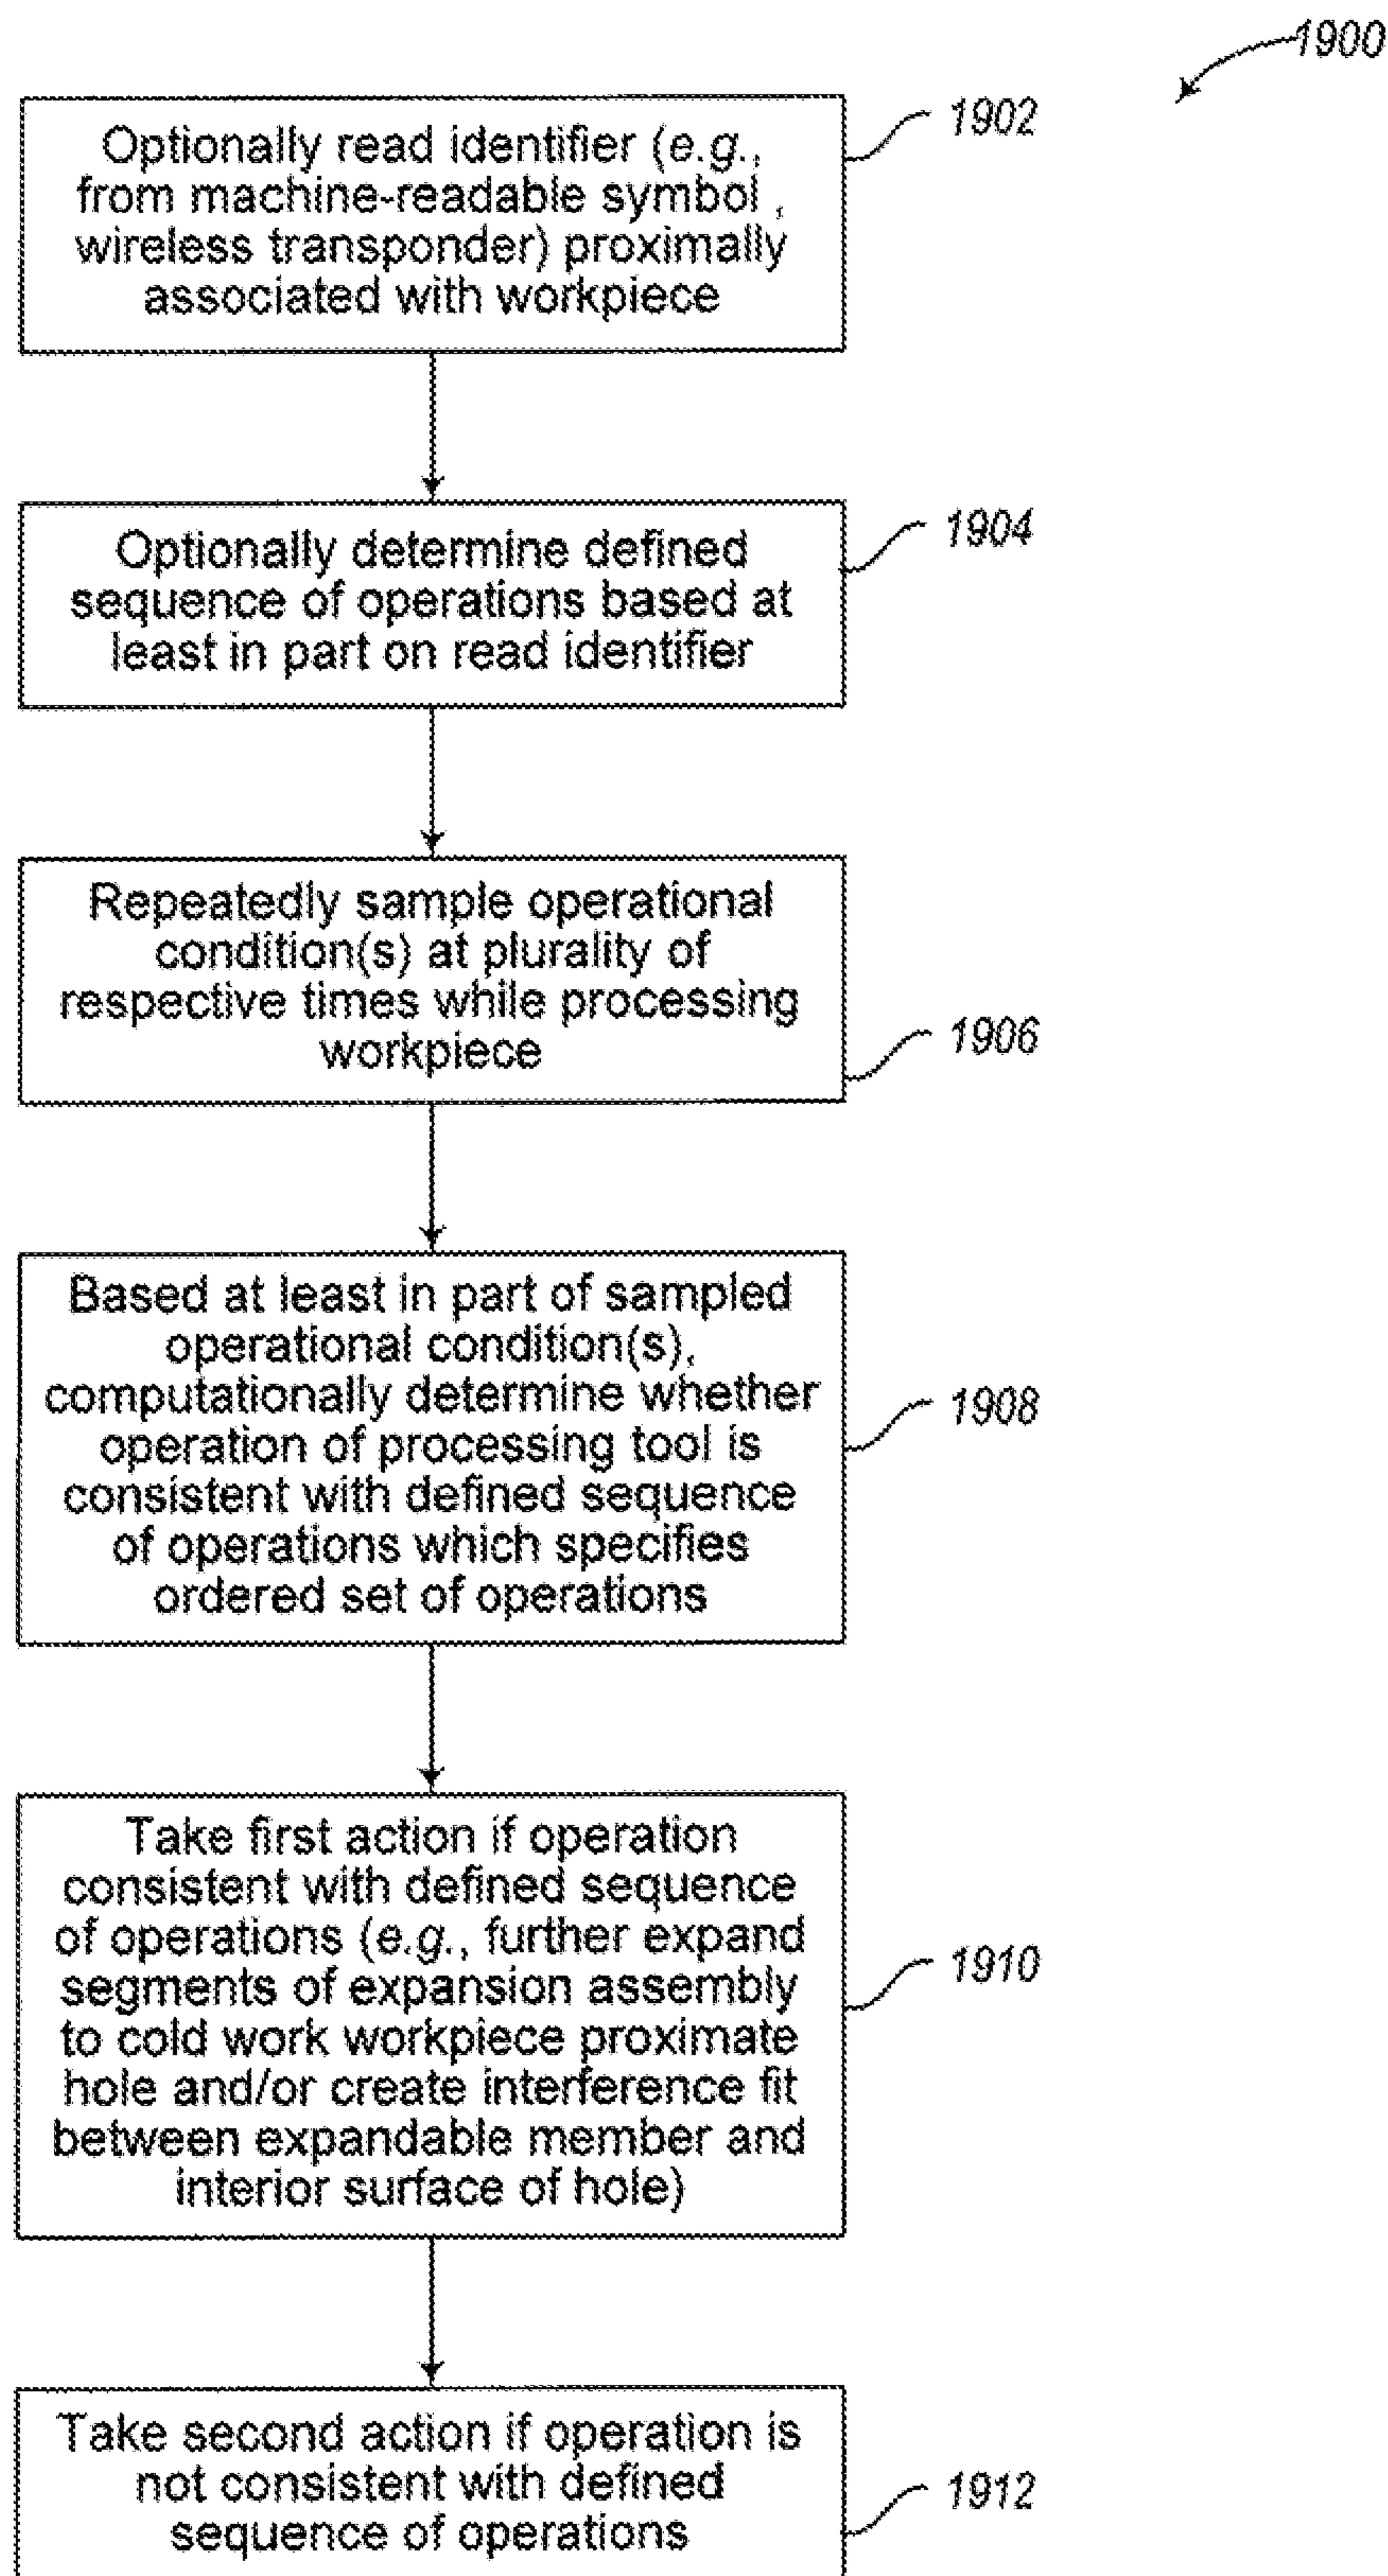 1900
1902
Optionally read identifier (e.g.,
from machine-readable symbol ,
wireless transponder) proximally
associated with workpiece
1904
Optionally determine defined
sequence of operations based at
least in part on read identifier
Repeatedly sample operational
condition(s) at plurality of
respective times while processing
workpiece
1906
Based at least in part of sampled
operational condition(s),
computationally determine whether
operation of processing tool is
consistent with defined sequence
of operations which specifies
ordered set of operations
1908
Take first action if operation
consistent with defined sequence
of operations (e.g., further expand
segments of expansion assembly
to cold work workpiece proximate
hole and/or create interference fit
between expandable member and
interior surface of hole)
1910
Take second action if operation is
not consistent with defined
sequence of operations
1912